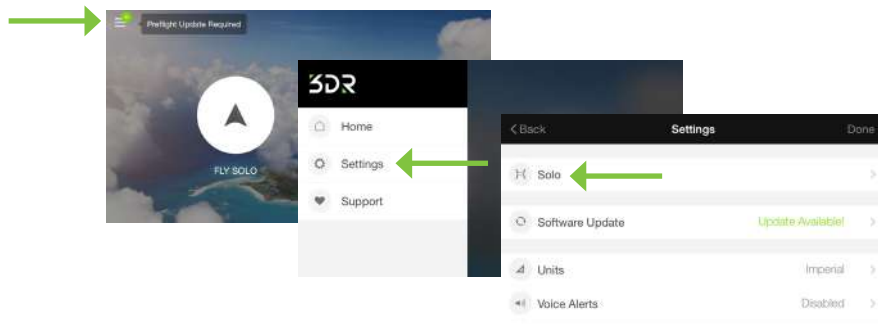 Preflight Update Required
FLY SOLO
3DR
Home
Settings
Support
Back Settings Done
Solo
Software Update Update Available!
Units Imperial
Voice Alerts Disabled